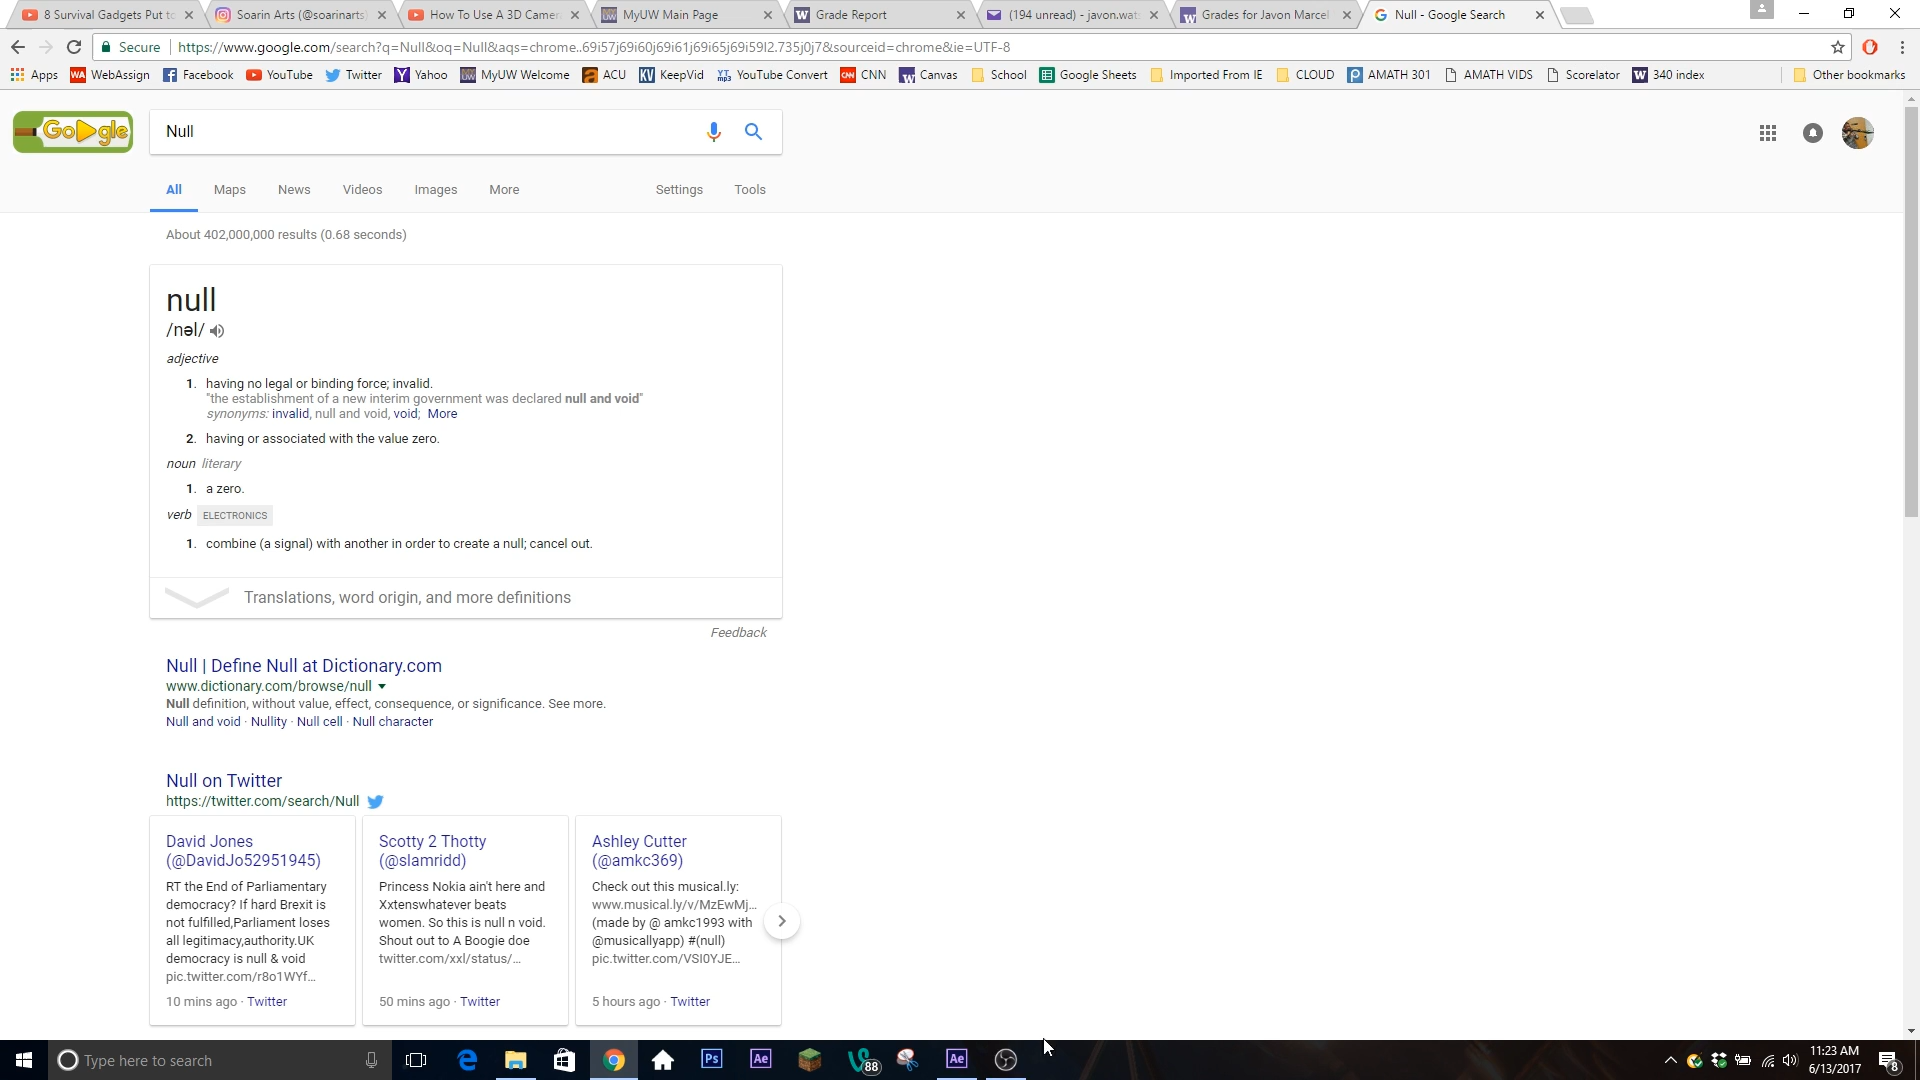 8 Survival Gadgets Put to
Soarin Arts (@soarinarts)
How To Use A 3D Camer
MyUW Main Page
Grade Report
(194 unread) - javon.wat
Grades for Javon Marcel
Null - Google Search
Secure
https://www.google.com/search?q=Null&oq=Null&aqs=chrome..69i57j69i60j69i61j69i65j69i59l2.735j0j7&sourceid=chrome&ie=UTF-8
Apps
WebAssign
Facebook
YouTube
Twitter
Yahoo
MyUW Welcome
ACU
KeepVid
YouTube Convert
CNN
Canvas
School
Google Sheets
Imported From IE
CLOUD
AMATH 301
AMATH VIDS
Scorelator
340 index
Other bookmarks
Null
All Maps News Videos Images More Settings Tools
About 402,000,000 results (0.68 seconds)
null
/nəl/
adjective
1. having no legal or binding force; invalid.
"the establishment of a new interim government was declared null and void"
synonyms: invalid, null and void, void; More
2. having or associated with the value zero.
noun literary
1. a zero.
verb ELECTRONICS
1. combine (a signal) with another in order to create a null; cancel out.
Translations, word origin, and more definitions
Feedback
Null | Define Null at Dictionary.com
www.dictionary.com/browse/null
Null definition, without value, effect, consequence, or significance. See more.
Null and void · Nullity · Null cell · Null character
Null on Twitter
https://twitter.com/search/Null
David Jones
(@DavidJo52951945)
RT the End of Parliamentary
democracy? If hard Brexit is
not fulfilled,Parliament loses
all legitimacy,authority.UK
democracy is null & void
pic.twitter.com/r8o1WYf...
10 mins ago · Twitter
Scotty 2 Thotty
(@slamridd)
Princess Nokia ain't here and
Xxtenswhatever beats
women. So this is null n void.
Shout out to A Boogie doe
twitter.com/xxl/status/...
50 mins ago · Twitter
Ashley Cutter
(@amkc369)
Check out this musical.ly:
www.musical.ly/v/MzEwMj...
(made by @ amkc1993 with
@musicallyapp) #(null)
pic.twitter.com/VSI0YJE...
5 hours ago · Twitter
Type here to search
Ps
Ae
88
Ae
11:23 AM
6/13/2017
8